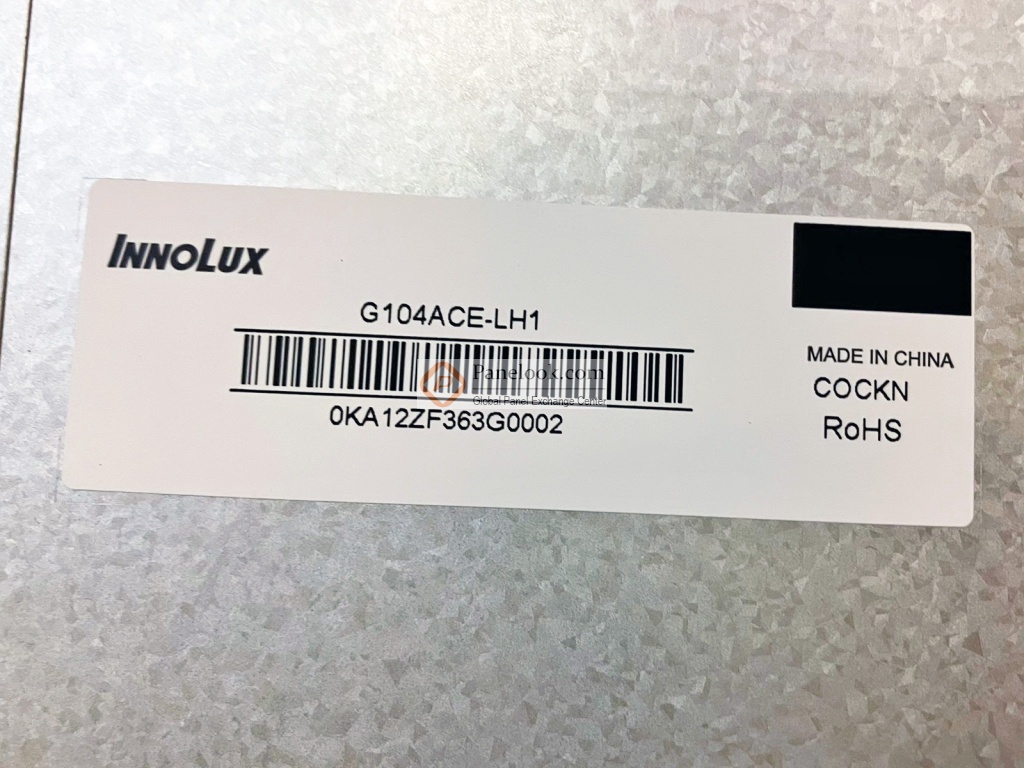 INNOLUX
G104ACE-LH1
Panelook.com
Global Panel Exchange Center
0KA12ZF363G0002
MADE IN CHINA
COCKN
RoHS